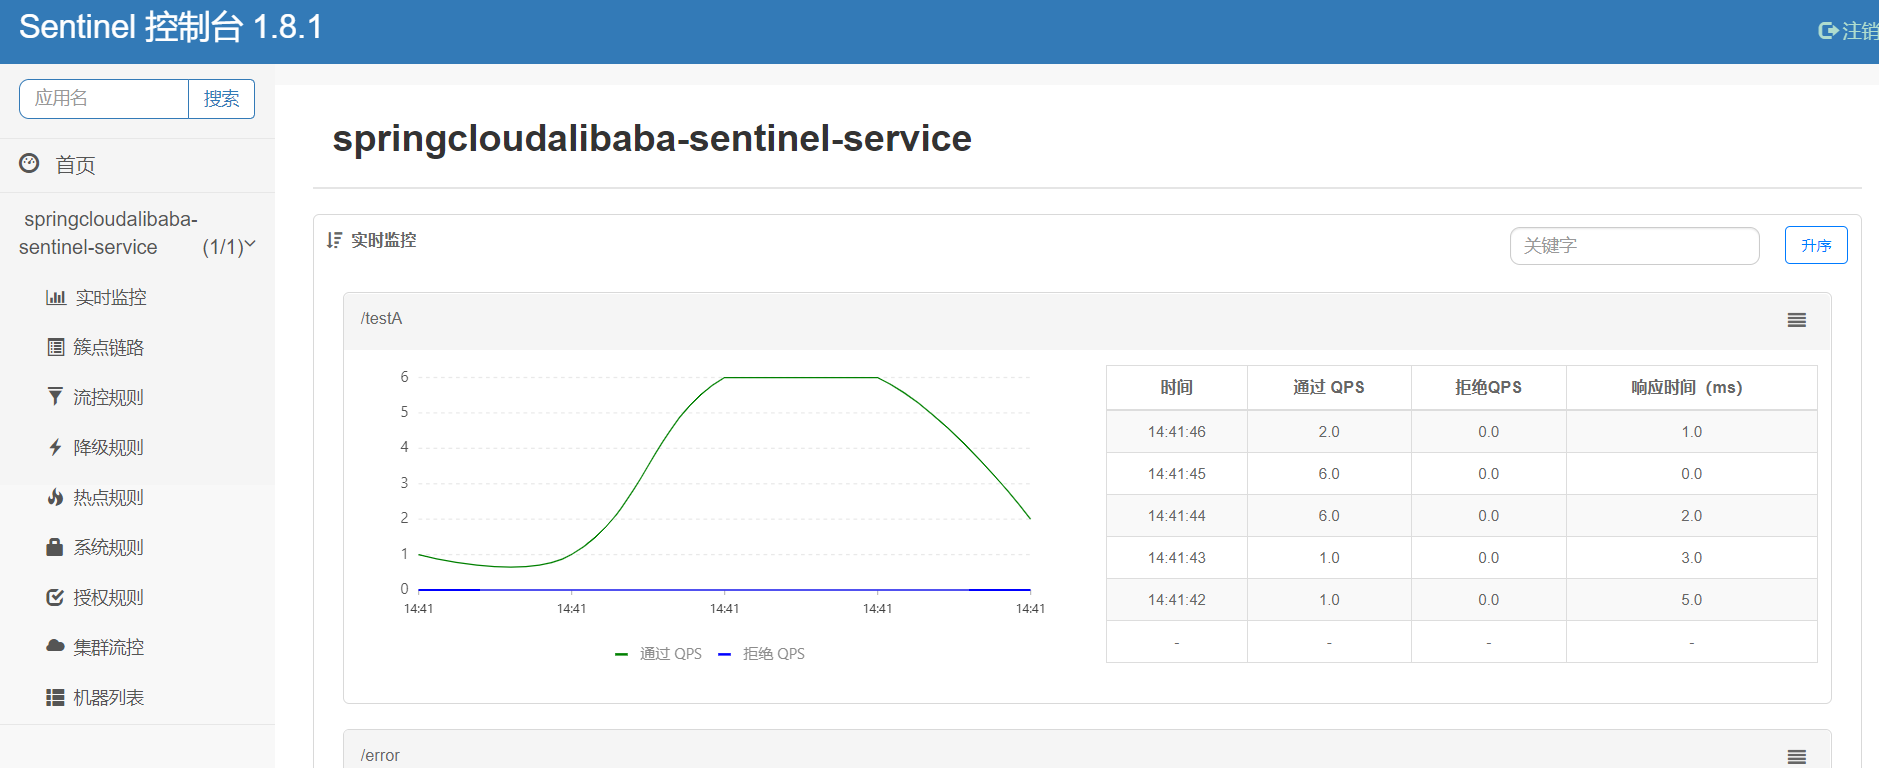 Sentinel 控制台 1.8.1
注销
应用名 搜索
首页
springcloudalibaba-
sentinel-service (1/1)
实时监控
簇点链路
流控规则
降级规则
热点规则
系统规则
授权规则
集群流控
机器列表
springcloudalibaba-sentinel-service
实时监控 关键字 升序
/testA
6
5
4
3
2
1
0
14:41 14:41 14:41 14:41 14:41
通过 QPS 拒绝 QPS
时间 通过 QPS 拒绝QPS 响应时间（ms）
14:41:46 2.0 0.0 1.0
14:41:45 6.0 0.0 0.0
14:41:44 6.0 0.0 2.0
14:41:43 1.0 0.0 3.0
14:41:42 1.0 0.0 5.0
- - - -
/error